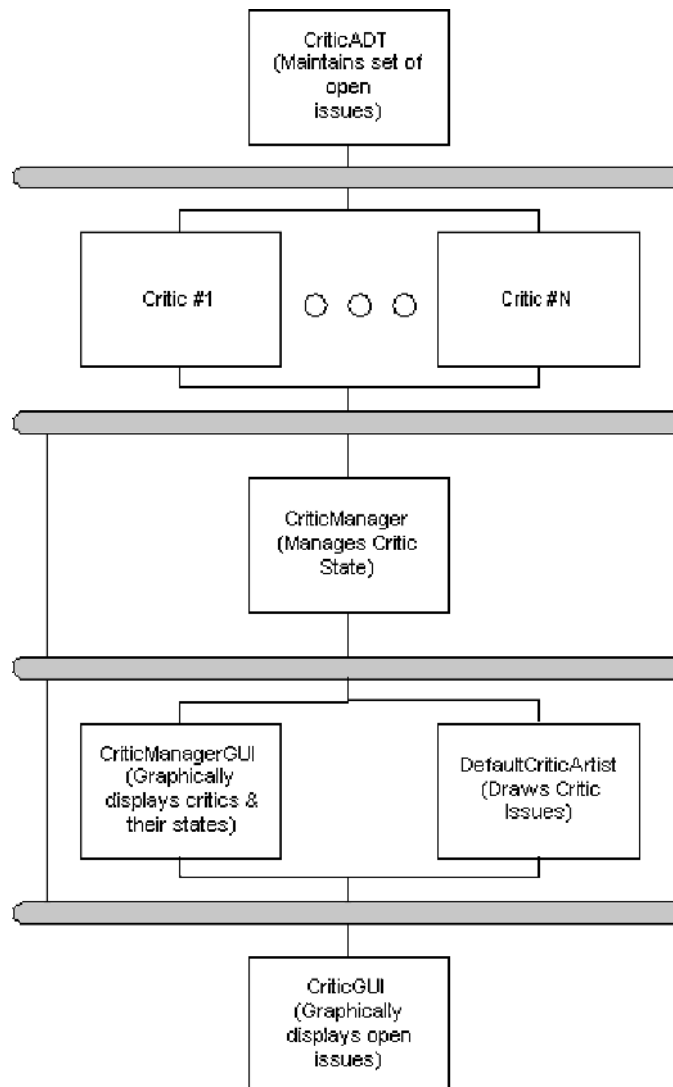 CriticADT
(Maintains set of
open
issues)
Critic #1
Critic #N
CriticManager
(Manages Critic
State)
CriticManagerGUI
(Graphically
displays critics &
their states)
DefaultCriticArtist
(Draws Critic
Issues)
CriticGUI
(Graphically
displays open
issues)